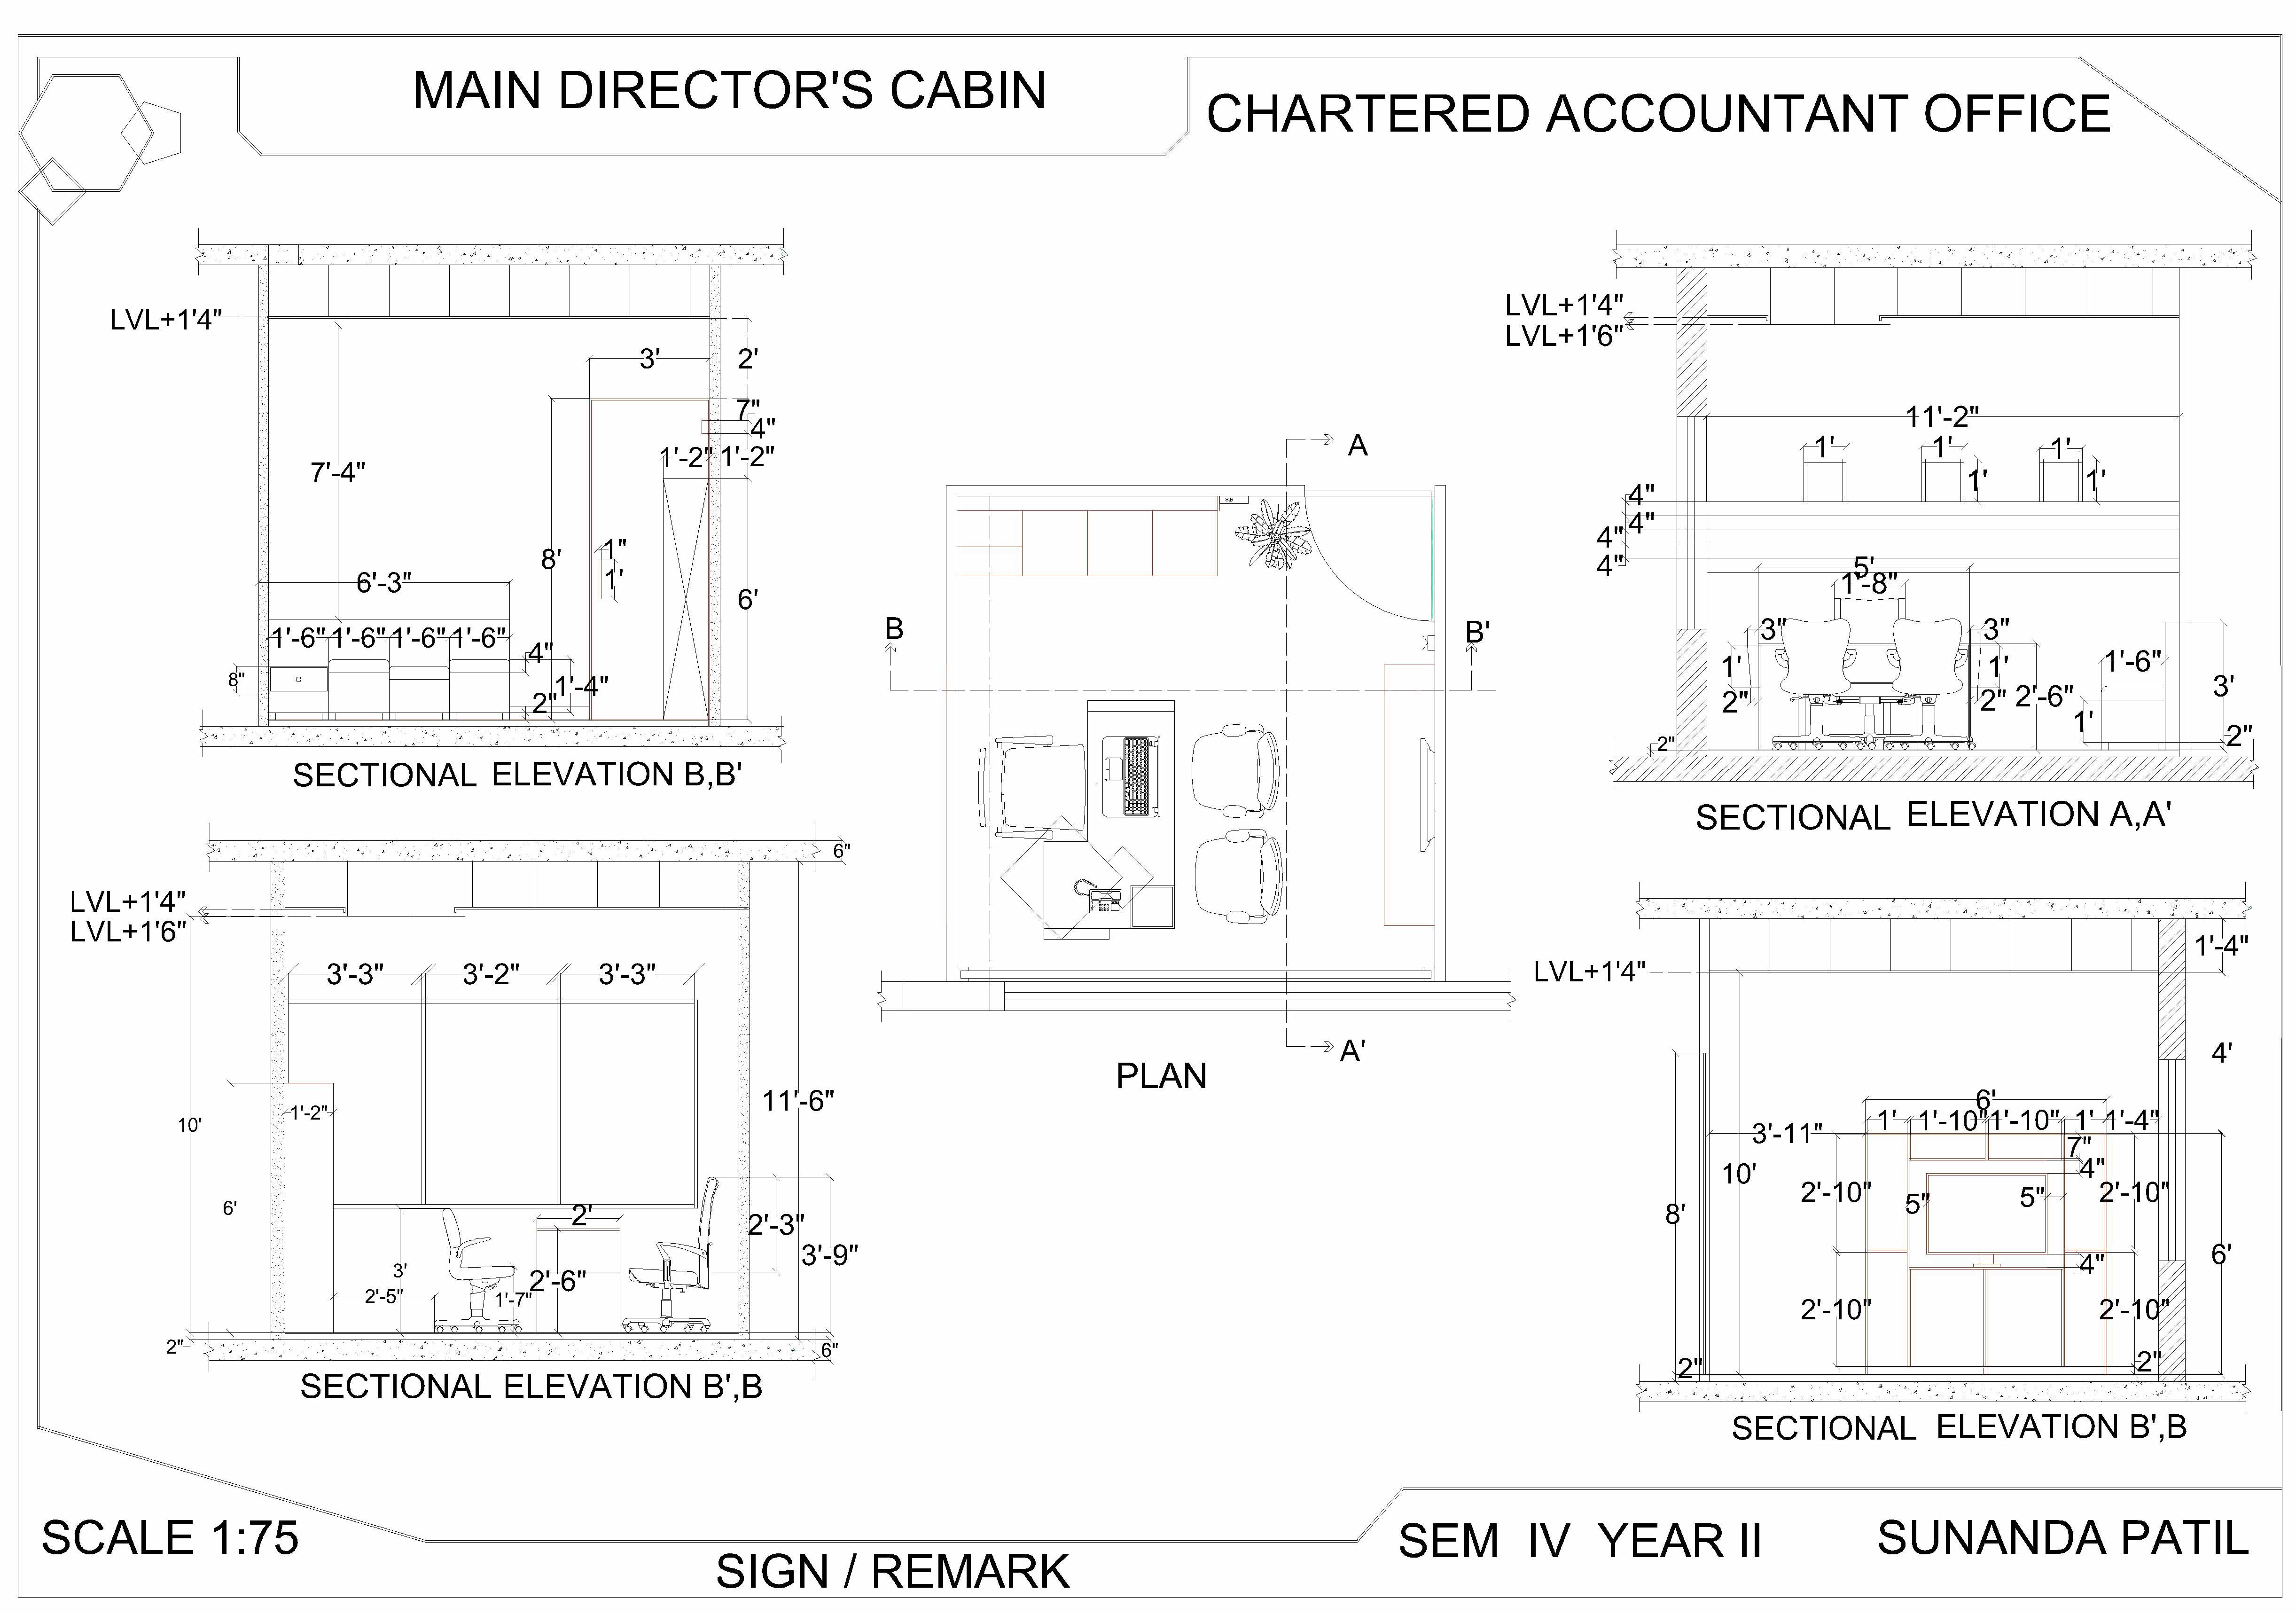 MAIN DIRECTOR'S CABIN
CHARTERED ACCOUNTANT OFFICE
LVL+1'4"
3'
2'
7"
4"
1'-2" 1'-2"
7'-4"
8'
1"
1'
6'-3"
6'
1'-6" 1'-6" 1'-6" 1'-6"
4"
8"
1'-4"
2"
SECTIONAL ELEVATION B,B'
A
S.B
B
B'
A'
PLAN
LVL+1'4"
LVL+1'6"
11'-2"
1' 1' 1'
1' 1'
4"
4"
4"
4"
5'
1'-8"
3" 3"
1' 1' 1'-6"
2" 2" 2'-6" 3'
1'
2" 2"
SECTIONAL ELEVATION A,A'
6"
LVL+1'4"
LVL+1'6"
3'-3" 3'-2" 3'-3"
11'-6"
1'-2"
10'
6'
2'
2'-3"
3'-9"
3'
2'-6"
2'-5" 1'-7"
2" 6"
SECTIONAL ELEVATION B',B
1'-4"
LVL+1'4"
4'
6'
1' 1'-10" 1'-10" 1' 1'-4"
3'-11"
7"
4"
10'
2'-10" 5" 5" 2'-10"
8'
6'
4"
2'-10" 2'-10"
2" 2"
SECTIONAL ELEVATION B',B
SCALE 1:75
SIGN / REMARK
SEM IV YEAR II
SUNANDA PATIL